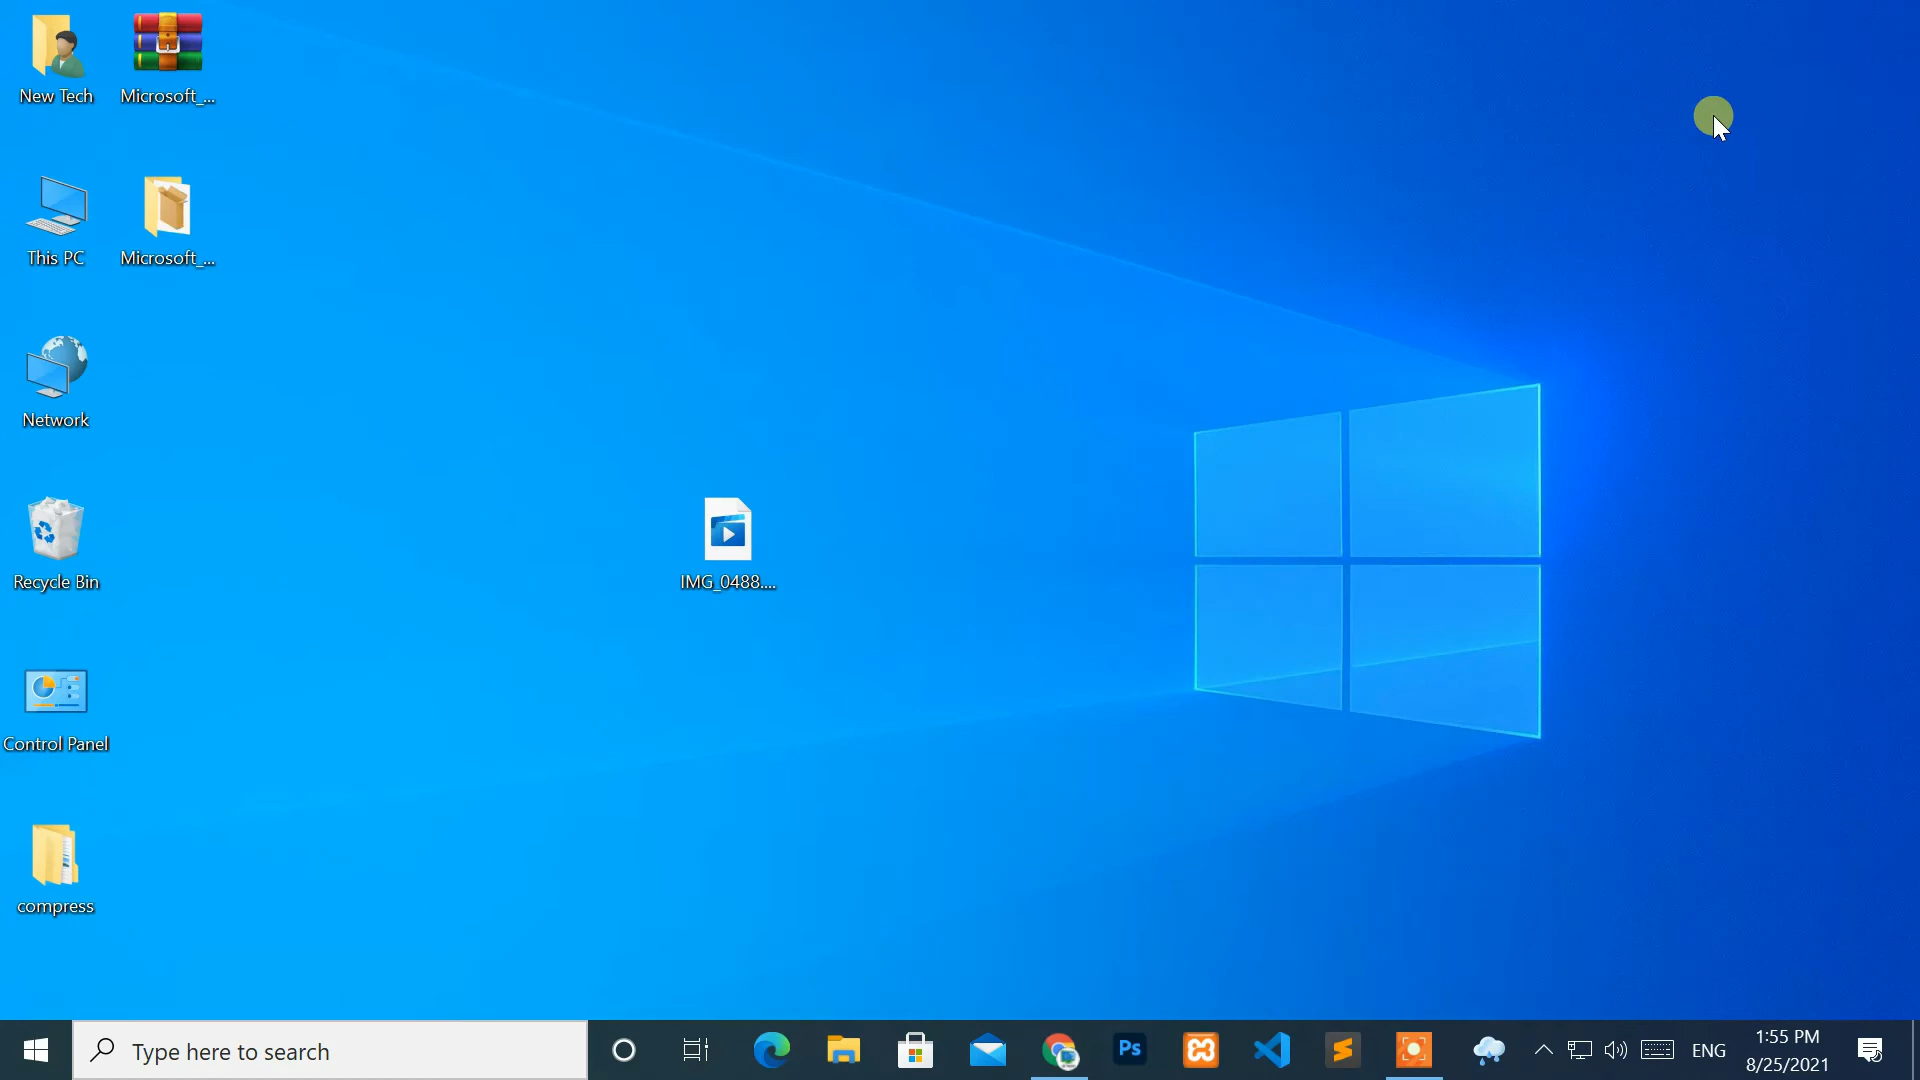 New Tech
Microsoft_...
This PC
Microsoft_...
Network
Recycle Bin
IMG_0488....
Control Panel
compress
Type here to search
Ps
ENG
1:55 PM
8/25/2021